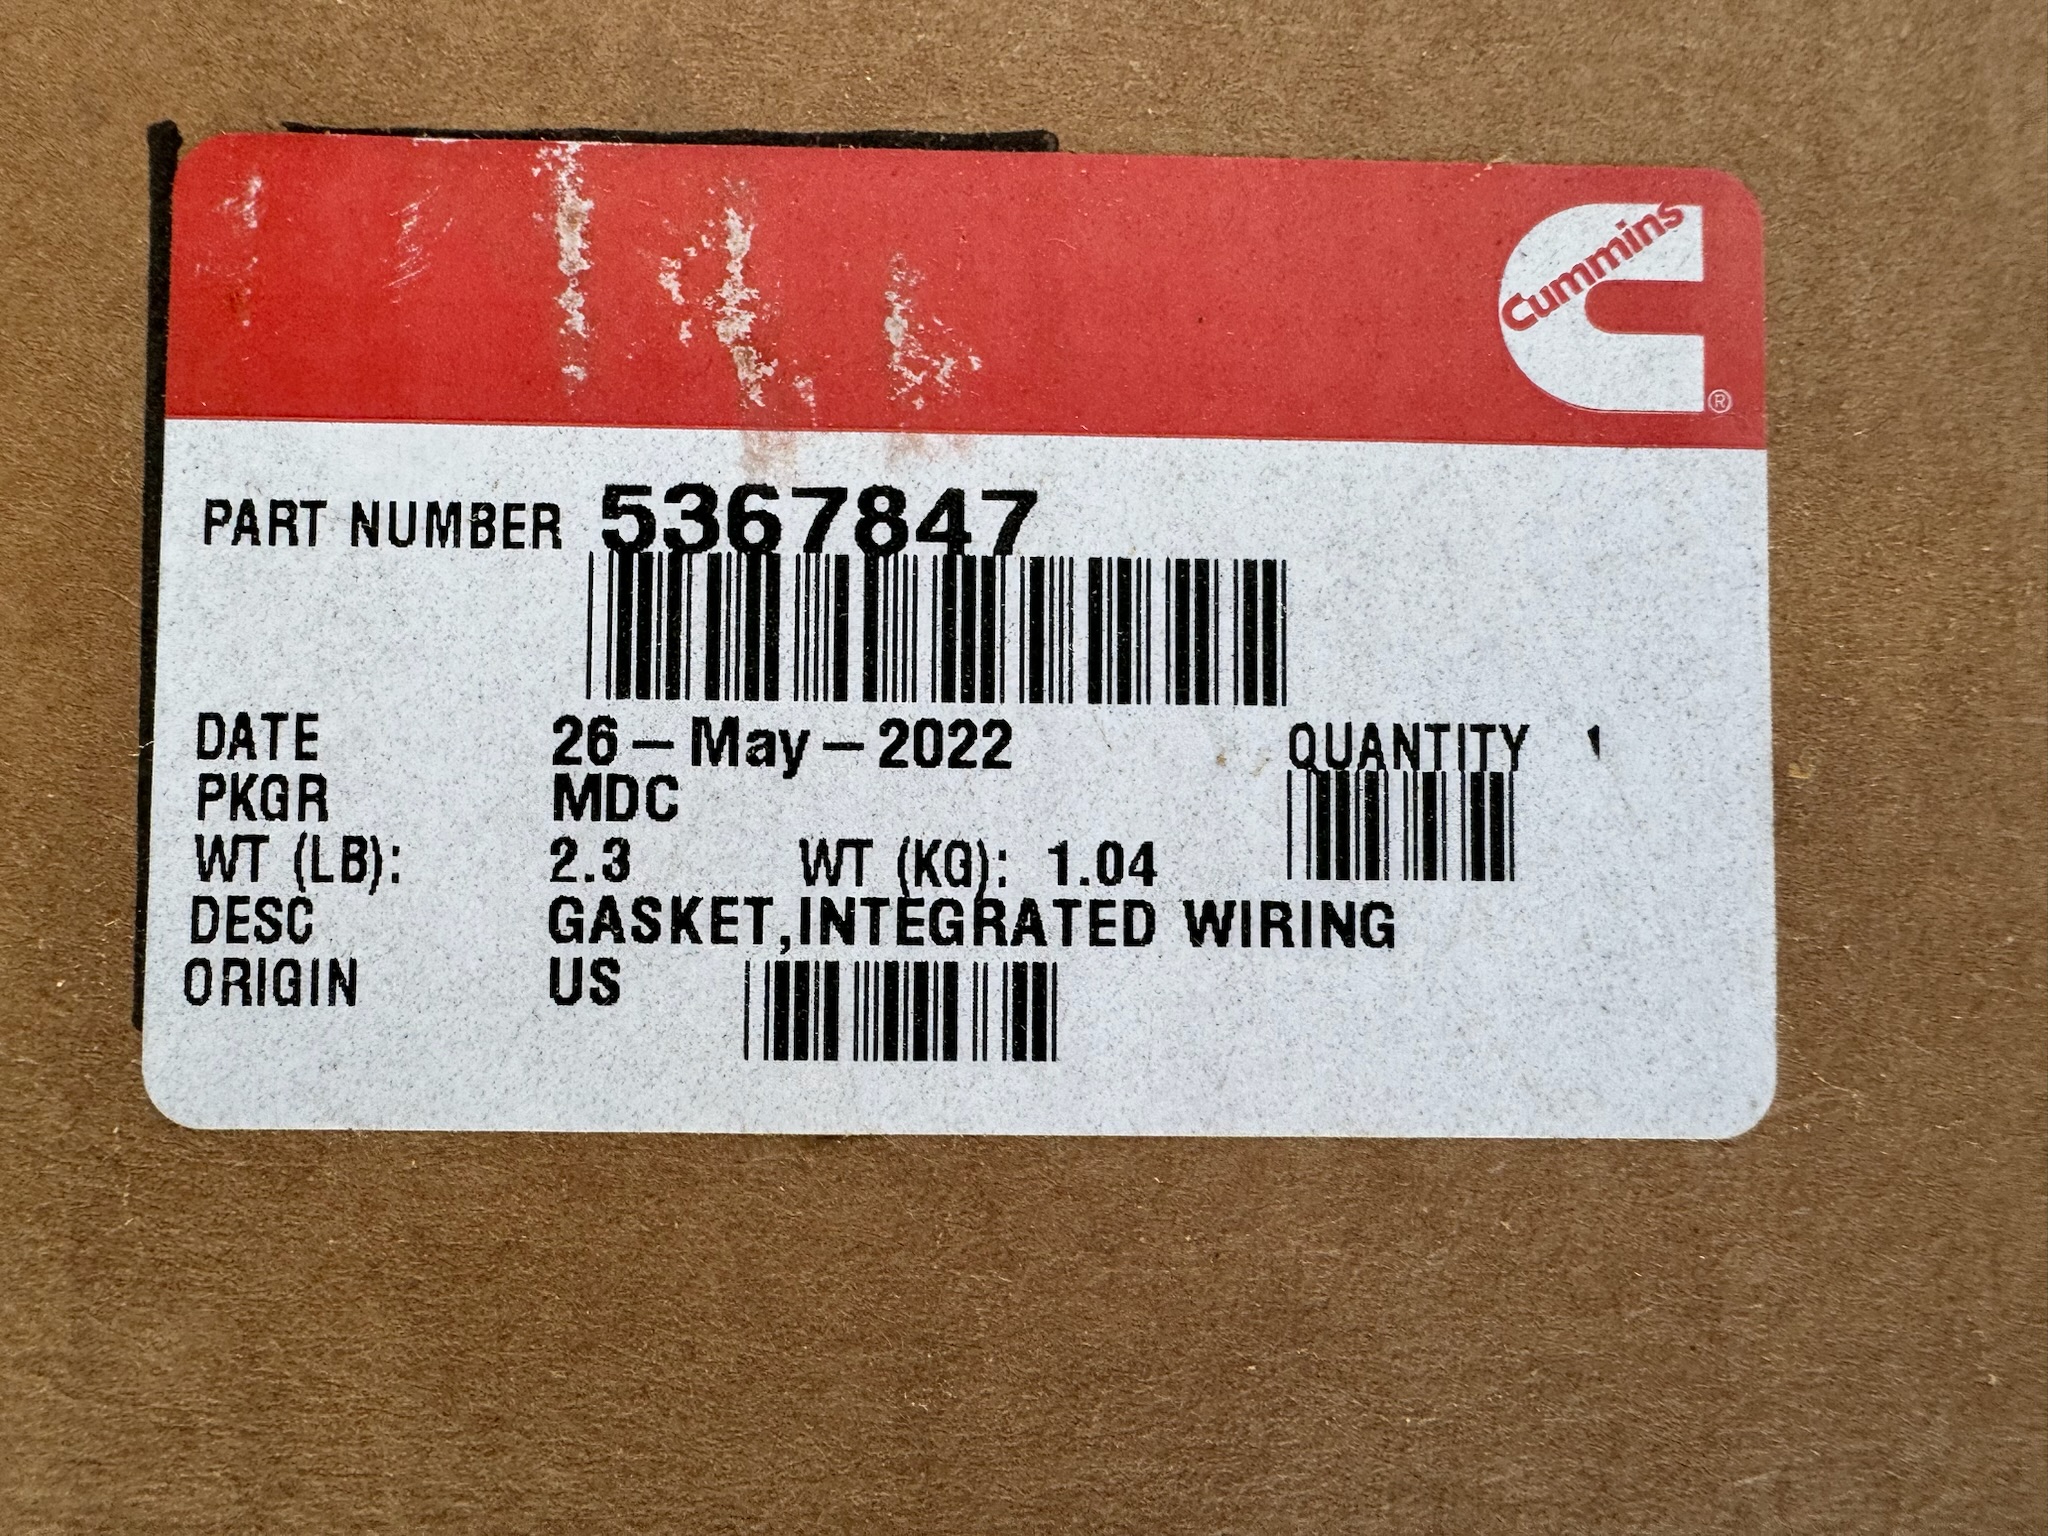 Cummins
®
PART NUMBER 5367847
DATE 26-May-2022 QUANTITY 1
PKGR MDC
WT (LB): 2.3 WT (KG): 1.04
DESC GASKET,INTEGRATED WIRING
ORIGIN US